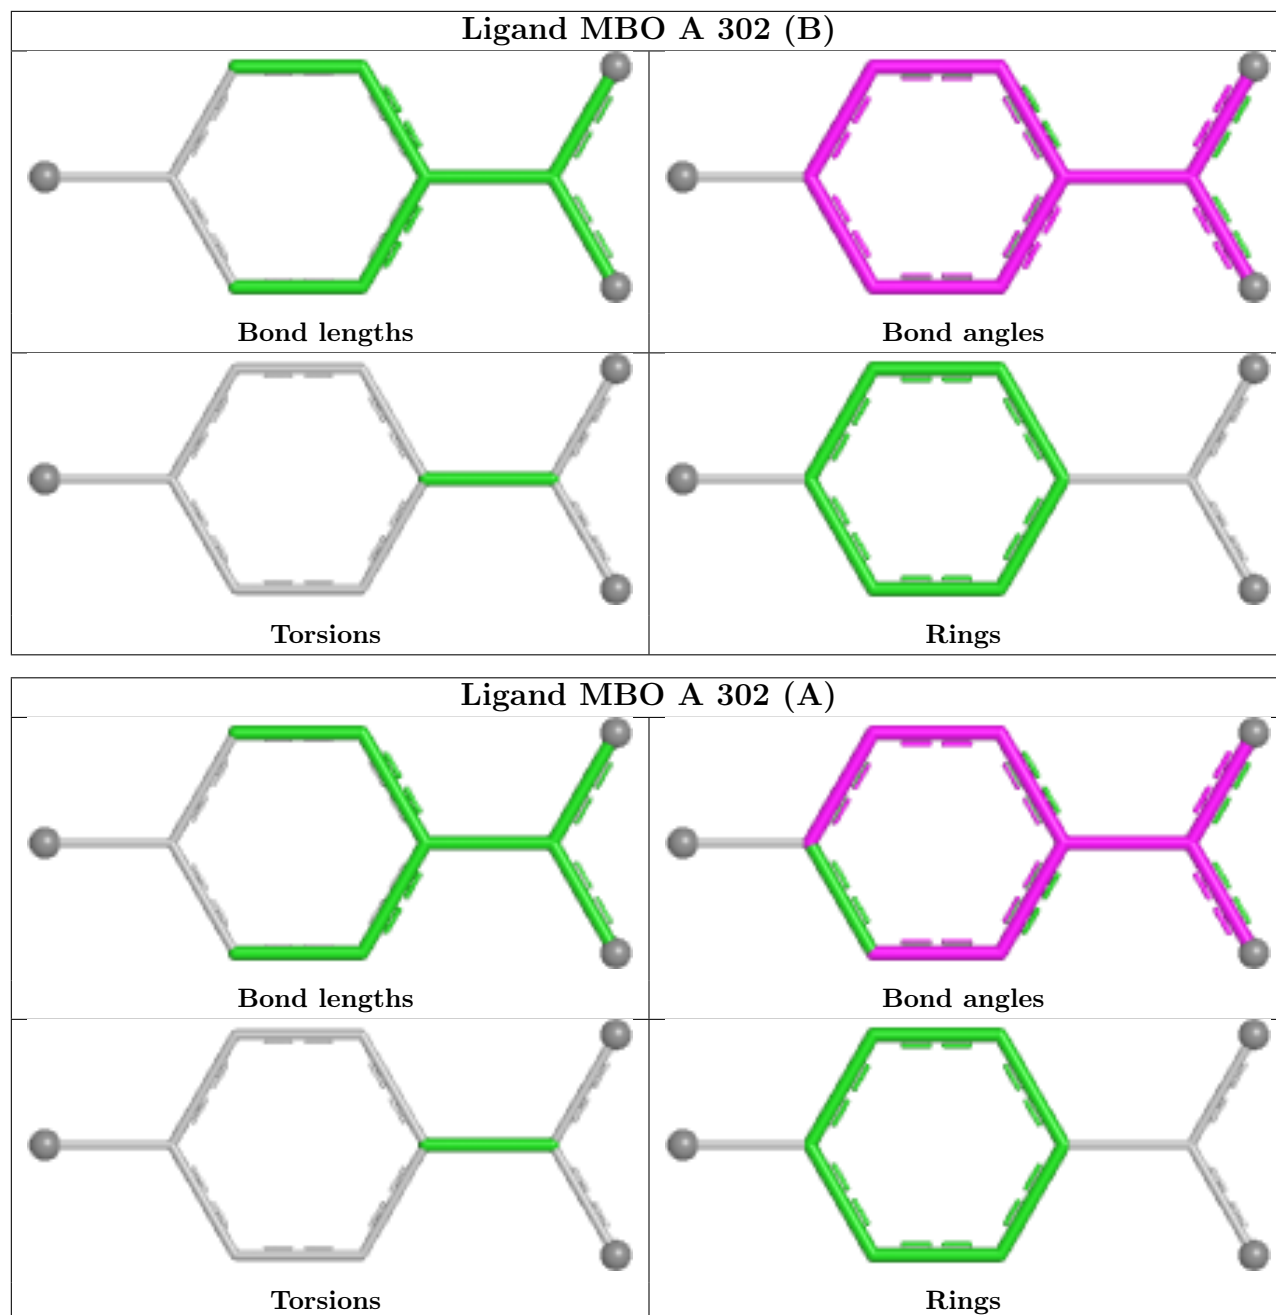 Ligand MBO A 302 (B)
Bond lengths
Bond angles
Torsions
Rings
Ligand MBO A 302 (A)
Bond lengths
Bond angles
Torsions
Rings